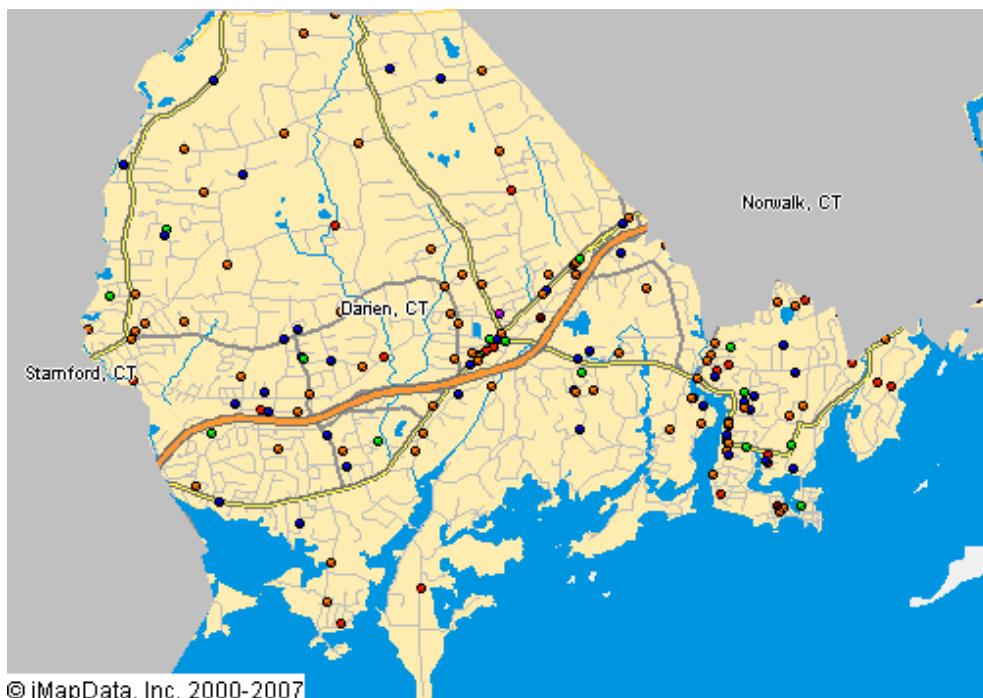 Norwalk, CT
Darien, CT
Stamford, CT
© iMapData, Inc. 2000-2007